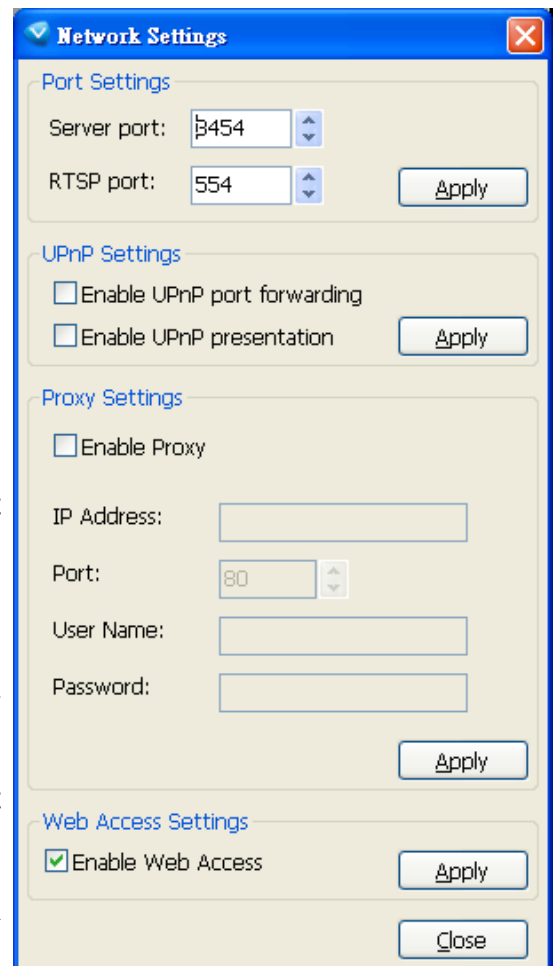 Network Settings
Port Settings
Server port: 3454
RTSP port: 554
Apply
UPnP Settings
Enable UPnP port forwarding
Enable UPnP presentation
Apply
Proxy Settings
Enable Proxy
IP Address:
Port: 80
User Name:
Password:
Apply
Web Access Settings
Enable Web Access
Apply
Close